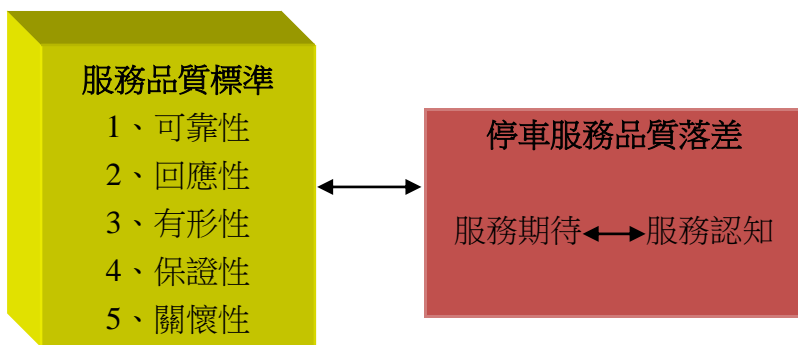 服務品質標準
1、可靠性
2、回應性
3、有形性
4、保證性
5、關懷性
停車服務品質落差
服務期待 服務認知